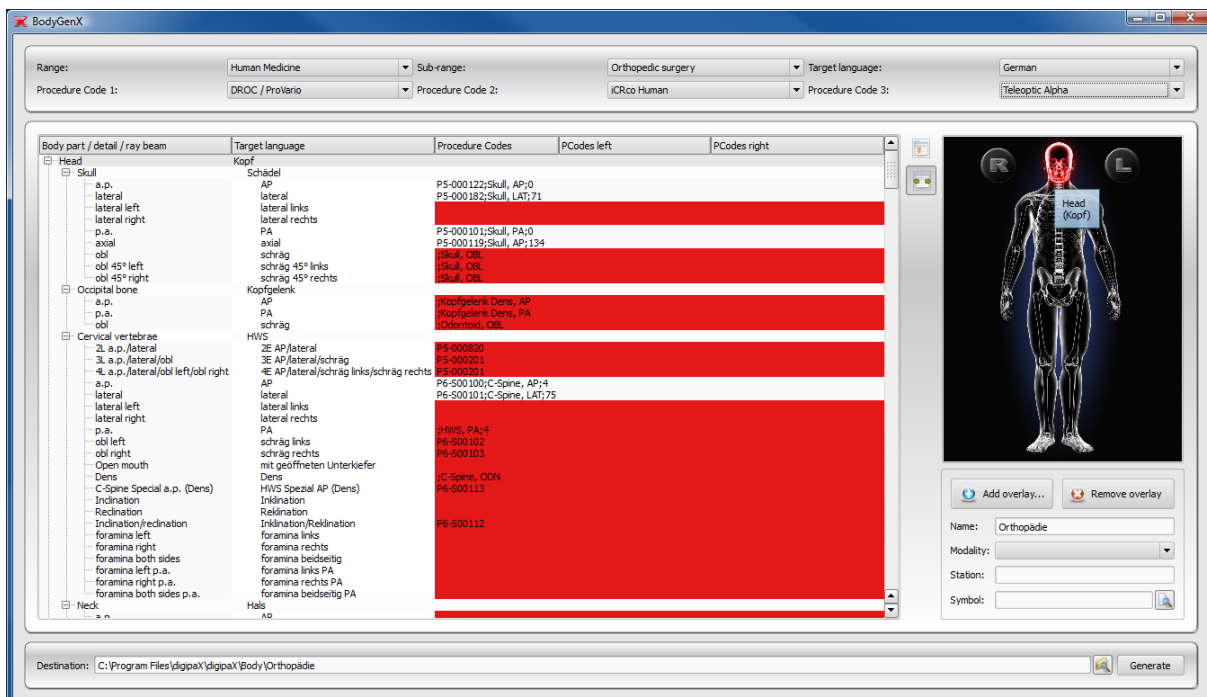 BodyGenX
Range: Human Medicine Sub-range: Orthopedic surgery Target language: German
Procedure Code 1: DROC / ProVario Procedure Code 2: iCRco Human Procedure Code 3: Teleoptic Alpha
Body part / detail / ray beam Target language Procedure Codes PCodes left PCodes right
Head Kopf
Skull Schädel
a.p. AP P5-000122;Skull, AP;0
lateral lateral P5-000182;Skull, LAT;71
lateral left lateral links
lateral right lateral rechts
p.a. PA P5-000101;Skull, PA;0
axial axial P5-000119;Skull, AP;134
obl schräg ;Skull, OBL
obl 45° left schräg 45° links ;Skull, OBL
obl 45° right schräg 45° rechts ;Skull, OBL
Occipital bone Kopfgelenk
a.p. AP ;Kopfgelenk Dens, AP
p.a. PA ;Kopfgelenk Dens, PA
obl schräg ;Odontoid, OBL
Cervical vertebrae HWS
2L a.p./lateral 2E AP/lateral P5-000820
3L a.p./lateral/obl 3E AP/lateral/schräg P5-000201
4L a.p./lateral/obl left/obl right 4E AP/lateral/schräg links/schräg rechts P5-000201
a.p. AP P6-S00100;C-Spine, AP;4
lateral lateral P6-S00101;C-Spine, LAT;75
lateral left lateral links
lateral right lateral rechts
p.a. PA ;HWS, PA;4
obl left schräg links P6-S00102
obl right schräg rechts P6-S00103
Open mouth mit geöffneten Unterkiefer
Dens Dens ;C-Spine, ODN
C-Spine Special a.p. (Dens) HWS Spezial AP (Dens) P6-S00113
Inclination Inklination
Reclination Reklination
Inclination/reclination Inklination/Reklination P6-S00112
foramina left foramina links
foramina right foramina rechts
foramina both sides foramina beidseitig
foramina left p.a. foramina links PA
foramina right p.a. foramina rechts PA
foramina both sides p.a. foramina beidseitig PA
Neck Hals
a.p. AP
R L
Head
(Kopf)
Add overlay... Remove overlay
Name: Orthopädie
Modality:
Station:
Symbol:
Destination: C:\Program Files\digipaX\digipaX\Body\Orthopädie Generate